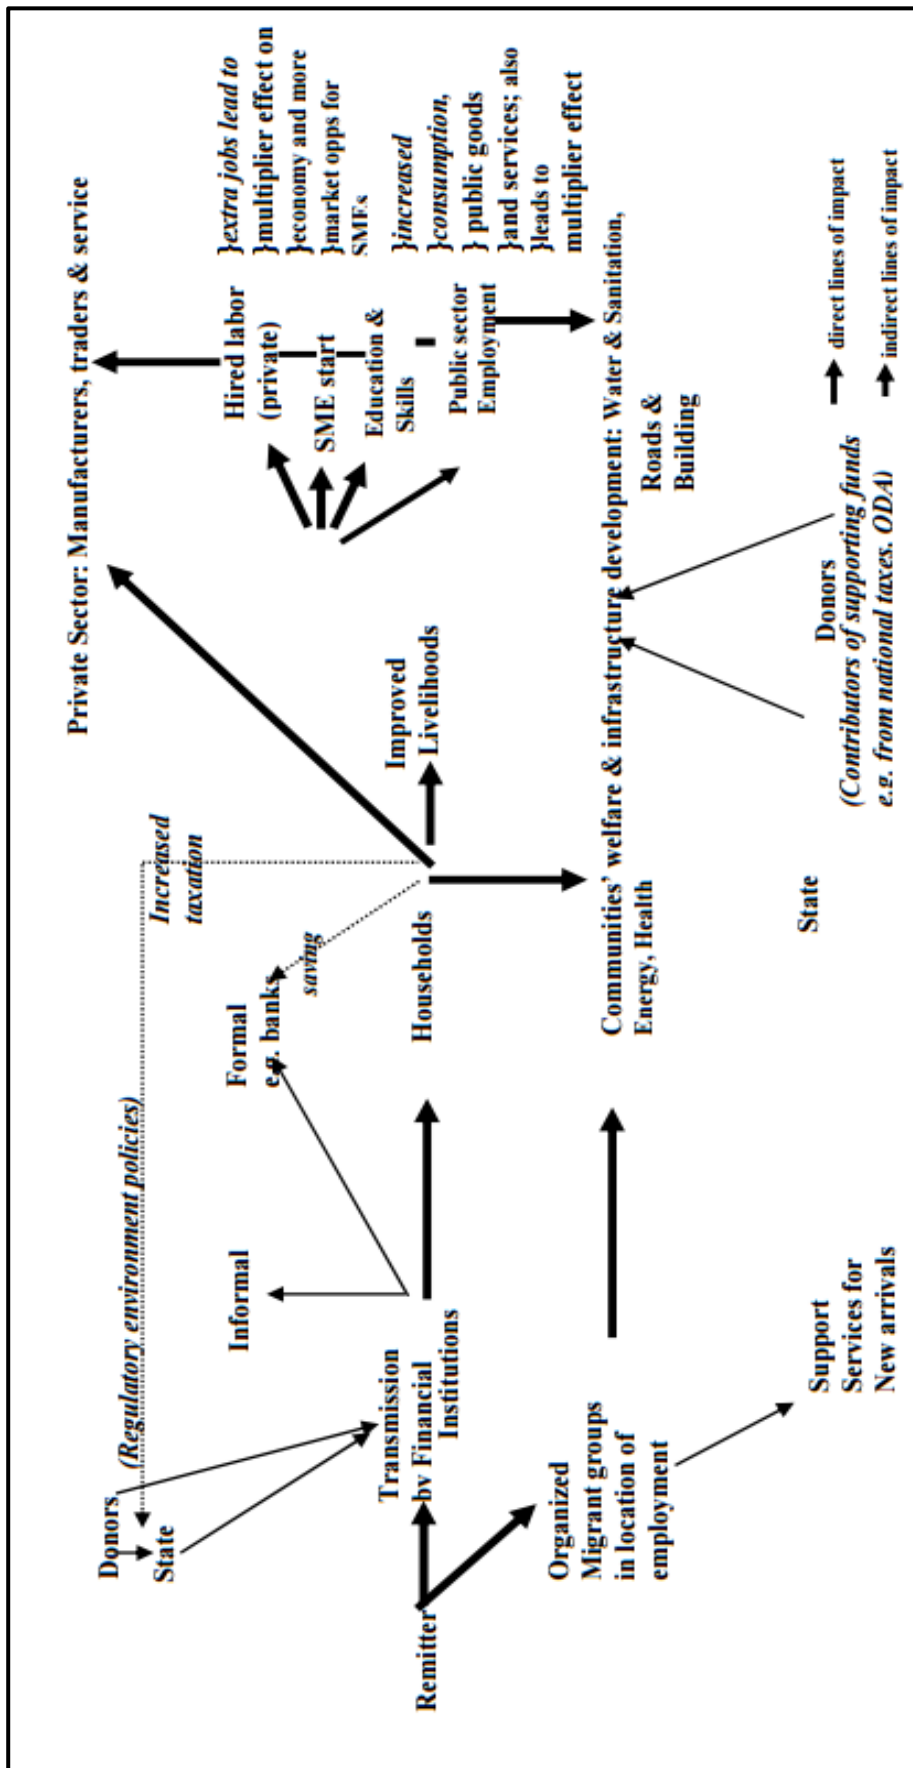 Private Sector: Manufacturers, traders & service
Donors
State
(Regulatory environment policies)
Increased
taxation
Informal
Formal
e.g. banks
saving
Hired labor
(private)
SME start
Education &
Skills
Public sector
Employment
}extra jobs lead to
}multiplier effect on
}economy and more
}market opps for
SMEs
}increased
}consumption,
} public goods
}and services; also
}leads to
multiplier effect
Remitter
Transmission
by Financial
Institutions
Households
Improved
Livelihoods
Organized
Migrant groups
in location of
employment
Communities’ welfare & infrastructure development: Water & Sanitation,
Energy, Health
Roads &
Building
Support
Services for
New arrivals
State
Donors
(Contributors of supporting funds
e.g. from national taxes. ODA)
direct lines of impact
indirect lines of impact